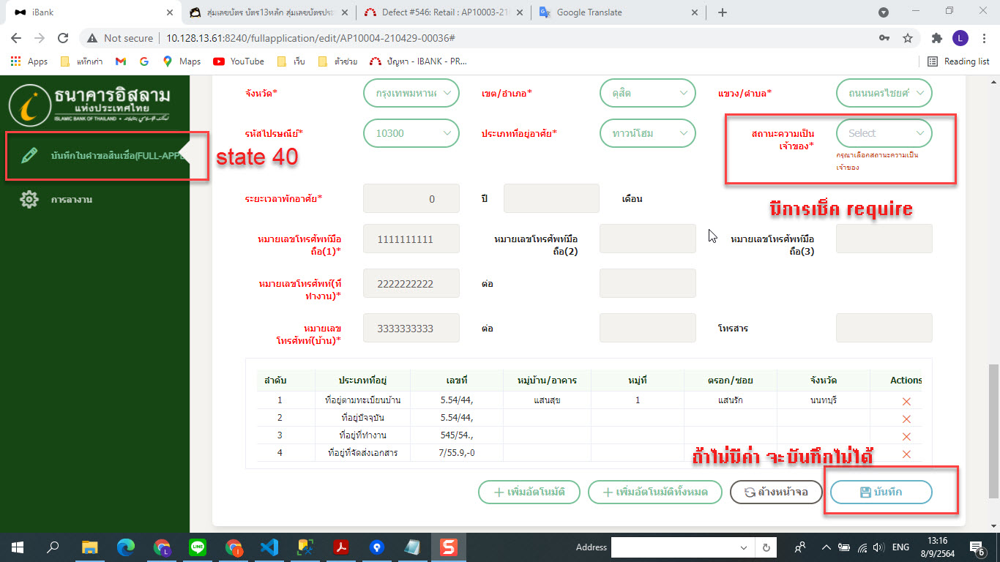 iBank
สุ่มเลขบัตร บัตร13หลัก สุ่มเลขบัตรประ
Defect #546: Retail : AP10003-21
Google Translate
Not secure
10.128.13.61:8240/fullapplication/edit/AP10004-210429-00036#
L
Apps
แท๊กเก่า
Maps
YouTube
เว็บ
ตัวช่วย
ปัญหา - IBANK - PR...
Reading list
ธนาคารอิสลาม
แห่งประเทศไทย
ISLAMIC BANK OF THAILAND
บันทึกใบคำขอสินเชื่อ(FULL-APPL
state 40
การลางาน
จังหวัด*
กรุงเทพมหานค
เขต/อำเภอ*
ดุสิต
แขวง/ตำบล*
ถนนนครไชยศ
รหัสไปรษณีย์*
10300
ประเภทที่อยู่อาศัย*
ทาวน์โฮม
สถานะความเป็น
เจ้าของ*
Select
กรุณาเลือกสถานะความเป็น
เจ้าของ
ระยะเวลาพักอาศัย*
0
ปี
เดือน
มีการเช็ค require
หมายเลขโทรศัพท์มือ
ถือ(1)*
1111111111
หมายเลขโทรศัพท์มือ
ถือ(2)
หมายเลขโทรศัพท์มือ
ถือ(3)
หมายเลขโทรศัพท์(ที่
ทำงาน)*
2222222222
ต่อ
หมายเลข
โทรศัพท์(บ้าน)*
3333333333
ต่อ
โทรสาร
ลำดับ ประเภทที่อยู่ เลขที่ หมู่บ้าน/อาคาร หมู่ที่ ตรอก/ซอย จังหวัด Actions
1 ที่อยู่ตามทะเบียนบ้าน 5.54/44, แสนสุข 1 แสนรัก นนทบุรี
2 ที่อยู่ปัจจุบัน 5.54/44,
3 ที่อยู่ที่ทำงาน 545/54.,
4 ที่อยู่ที่จัดส่งเอกสาร 7/55.9,-0
ถ้าไม่มีค่า จะบันทึกไม่ได้
เพิ่มอัตโนมัติ
เพิ่มอัตโนมัติทั้งหมด
ล้างหน้าจอ
บันทึก
Address
ENG
13:16
8/9/2564
6